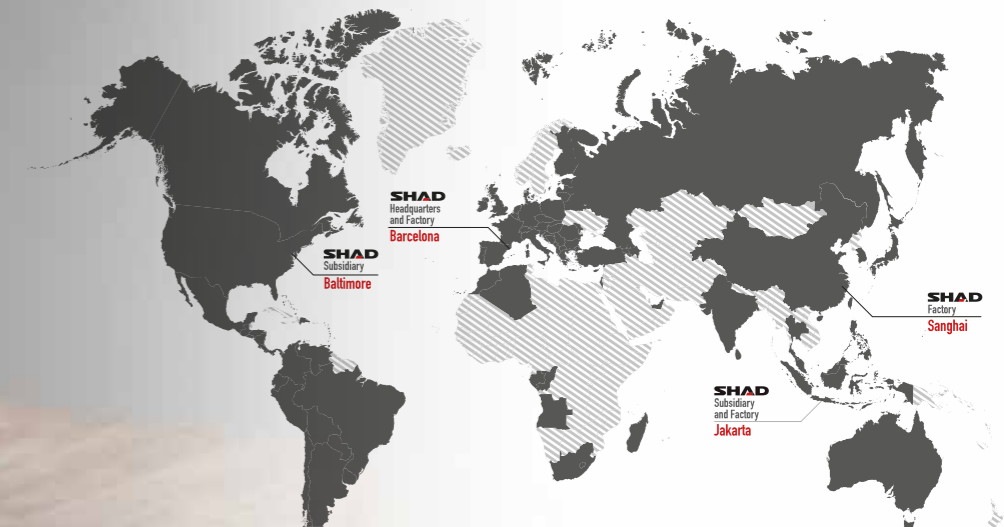 SHAD
Headquarters
and Factory
Barcelona
SHAD
Subsidiary
Baltimore
SHAD
Factory
Sanghai
SHAD
Subsidiary
and Factory
Jakarta